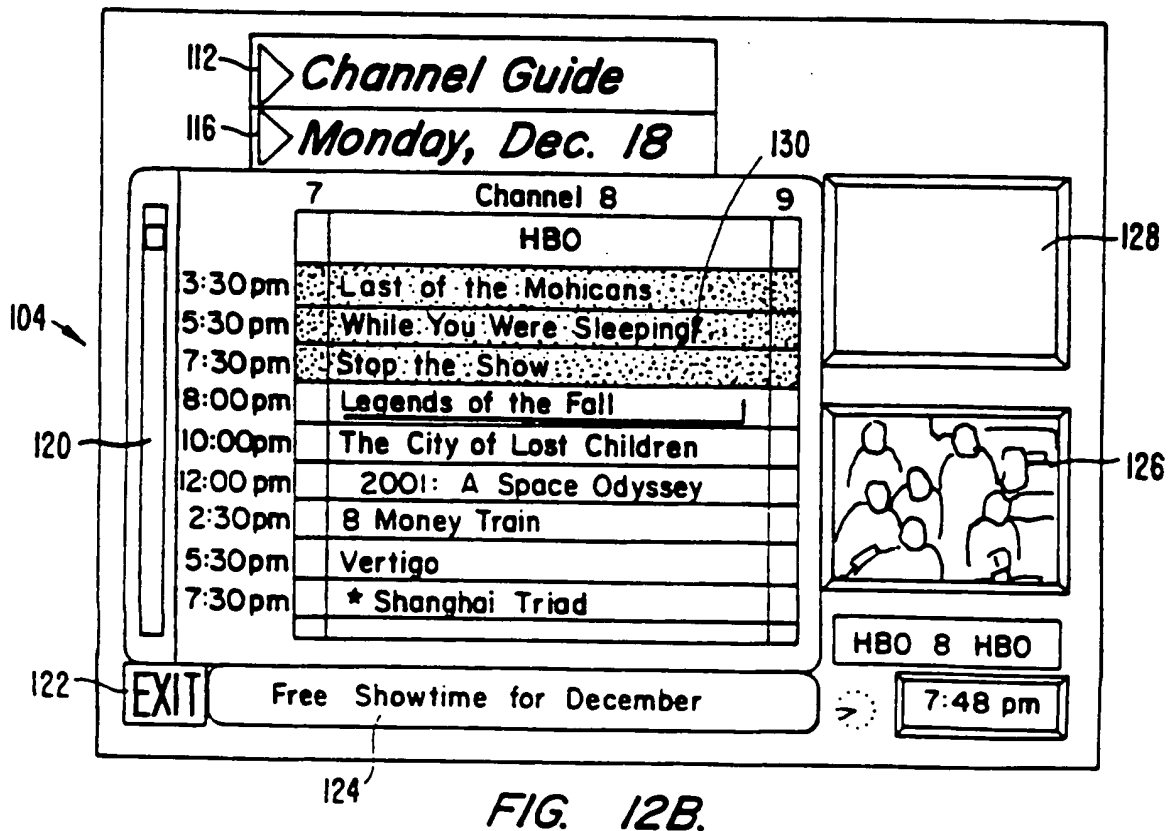 112
Channel Guide
116
Monday, Dec. 18
130
7 Channel 8 9
HBO
128
3:30pm Last of the Mohicans
104
5:30pm While You Were Sleeping
7:30pm Stop the Show
8:00pm Legends of the Fall
120
10:00pm The City of Lost Children
126
12:00 pm 2001: A Space Odyssey
2:30pm 8 Money Train
5:30pm Vertigo
7:30pm * Shanghai Triad
HBO 8 HBO
122
EXIT Free Showtime for December
7:48 pm
124
FIG. 12B.